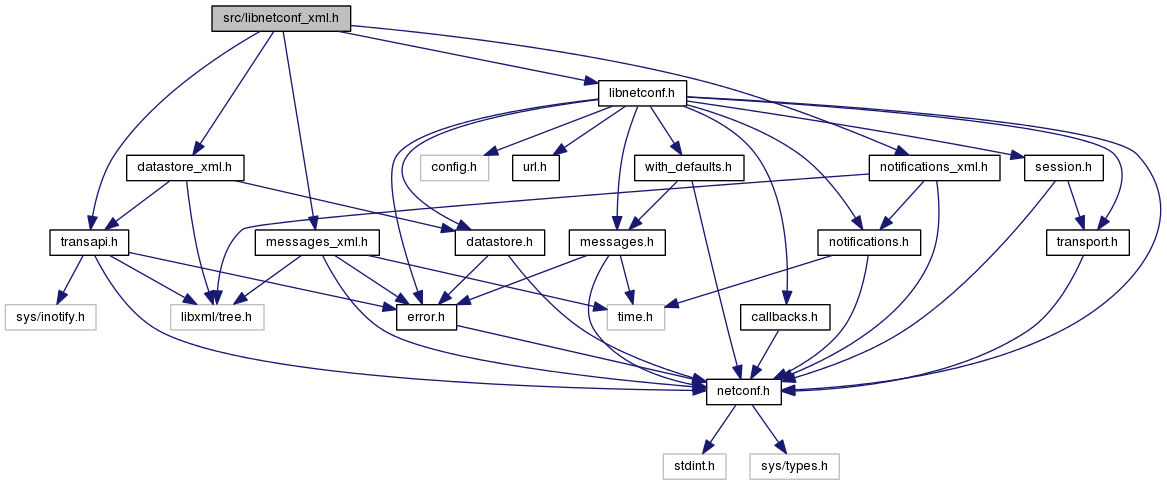 src/libnetconf_xml.h
libnetconf.h
datastore_xml.h
config.h
url.h
with_defaults.h
notifications_xml.h
session.h
transapi.h
messages_xml.h
datastore.h
messages.h
notifications.h
transport.h
sys/inotify.h
libxml/tree.h
error.h
time.h
callbacks.h
netconf.h
stdint.h
sys/types.h